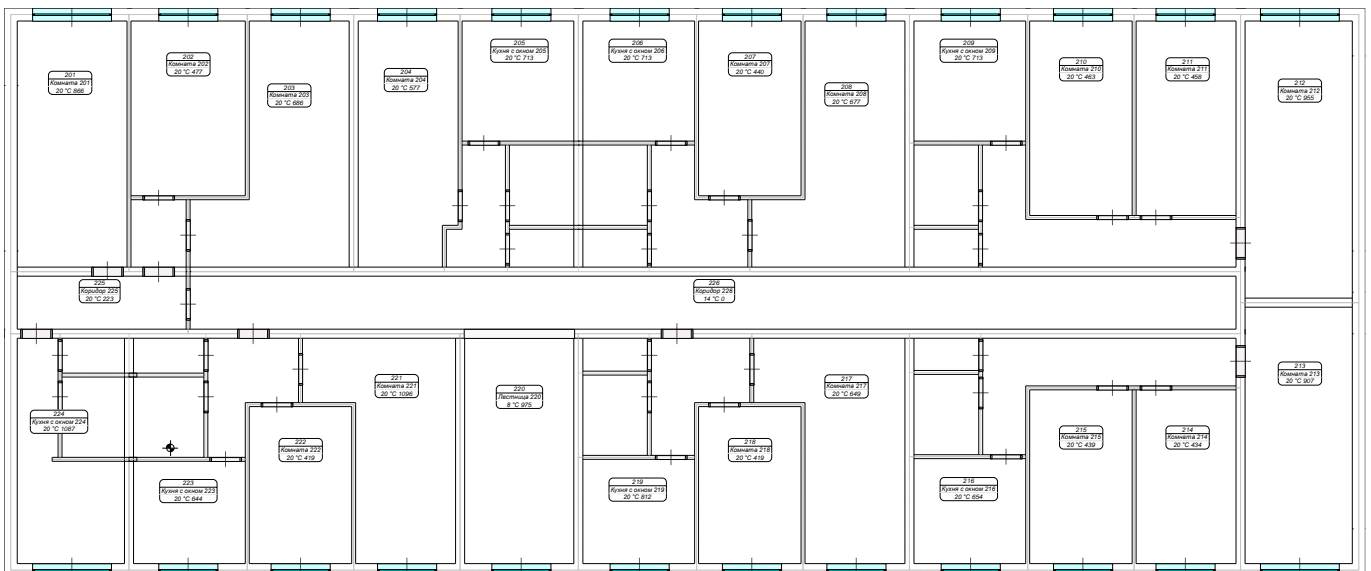 201
Комната 201
20 °C 866
202
Комната 202
20 °C 477
203
Комната 203
20 °C 686
204
Комната 204
20 °C 577
205
Кухня с окном 205
20 °C 713
206
Кухня с окном 206
20 °C 713
207
Комната 207
20 °C 440
208
Комната 208
20 °C 677
209
Кухня с окном 209
20 °C 713
210
Комната 210
20 °C 463
211
Комната 211
20 °C 458
212
Комната 212
20 °C 955
225
Коридор 225
20 °C 223
226
Коридор 226
14 °C 0
224
Кухня с окном 224
20 °C 1087
223
Кухня с окном 223
20 °C 644
222
Комната 222
20 °C 419
221
Комната 221
20 °C 1096
220
Лестница 220
8 °C 975
219
Кухня с окном 219
20 °C 812
218
Комната 218
20 °C 419
217
Комната 217
20 °C 649
216
Кухня с окном 216
20 °C 654
215
Комната 215
20 °C 439
214
Комната 214
20 °C 434
213
Комната 213
20 °C 907